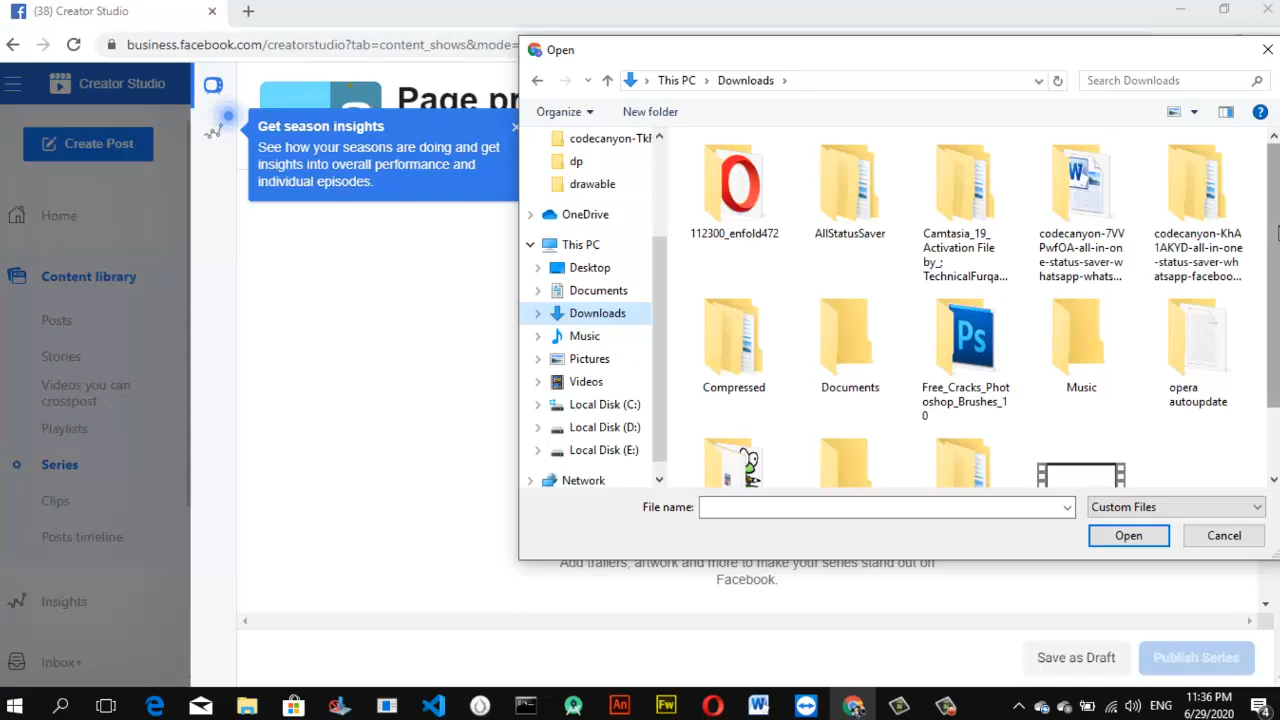 (38) Creator Studio
business.facebook.com/creatorstudio?tab=content_shows&mode=
Creator Studio
Create Post
Home
Content library
Posts
Stories
Videos you can
crosspost
Playlists
Series
Clips
Posts timeline
Insights
Inbox+
Page pr
Get season insights
See how your seasons are doing and get
insights into overall performance and
individual episodes.
Open
This PC
Downloads
Search Downloads
Organize
New folder
codecanyon-TkF
dp
drawable
OneDrive
This PC
Desktop
Documents
Downloads
Music
Pictures
Videos
Local Disk (C:)
Local Disk (D:)
Local Disk (E:)
Network
112300_enfold472
AllStatusSaver
Camtasia_19_
Activation File
by_;
TechnicalFurqa...
codecanyon-7VV
PwfOA-all-in-on
e-status-saver-w
hatsapp-whats...
codecanyon-KhA
1AKYD-all-in-one
-status-saver-wh
atsapp-faceboo...
Compressed
Documents
Ps
Free_Cracks_Phot
oshop_Brushes_1
0
Music
opera
autoupdate
File name:
Custom Files
Open
Cancel
Add trailers, artwork and more to make your series stand out on
Facebook.
Save as Draft
Publish Series
An
Fw
ENG
11:36 PM
6/29/2020
4